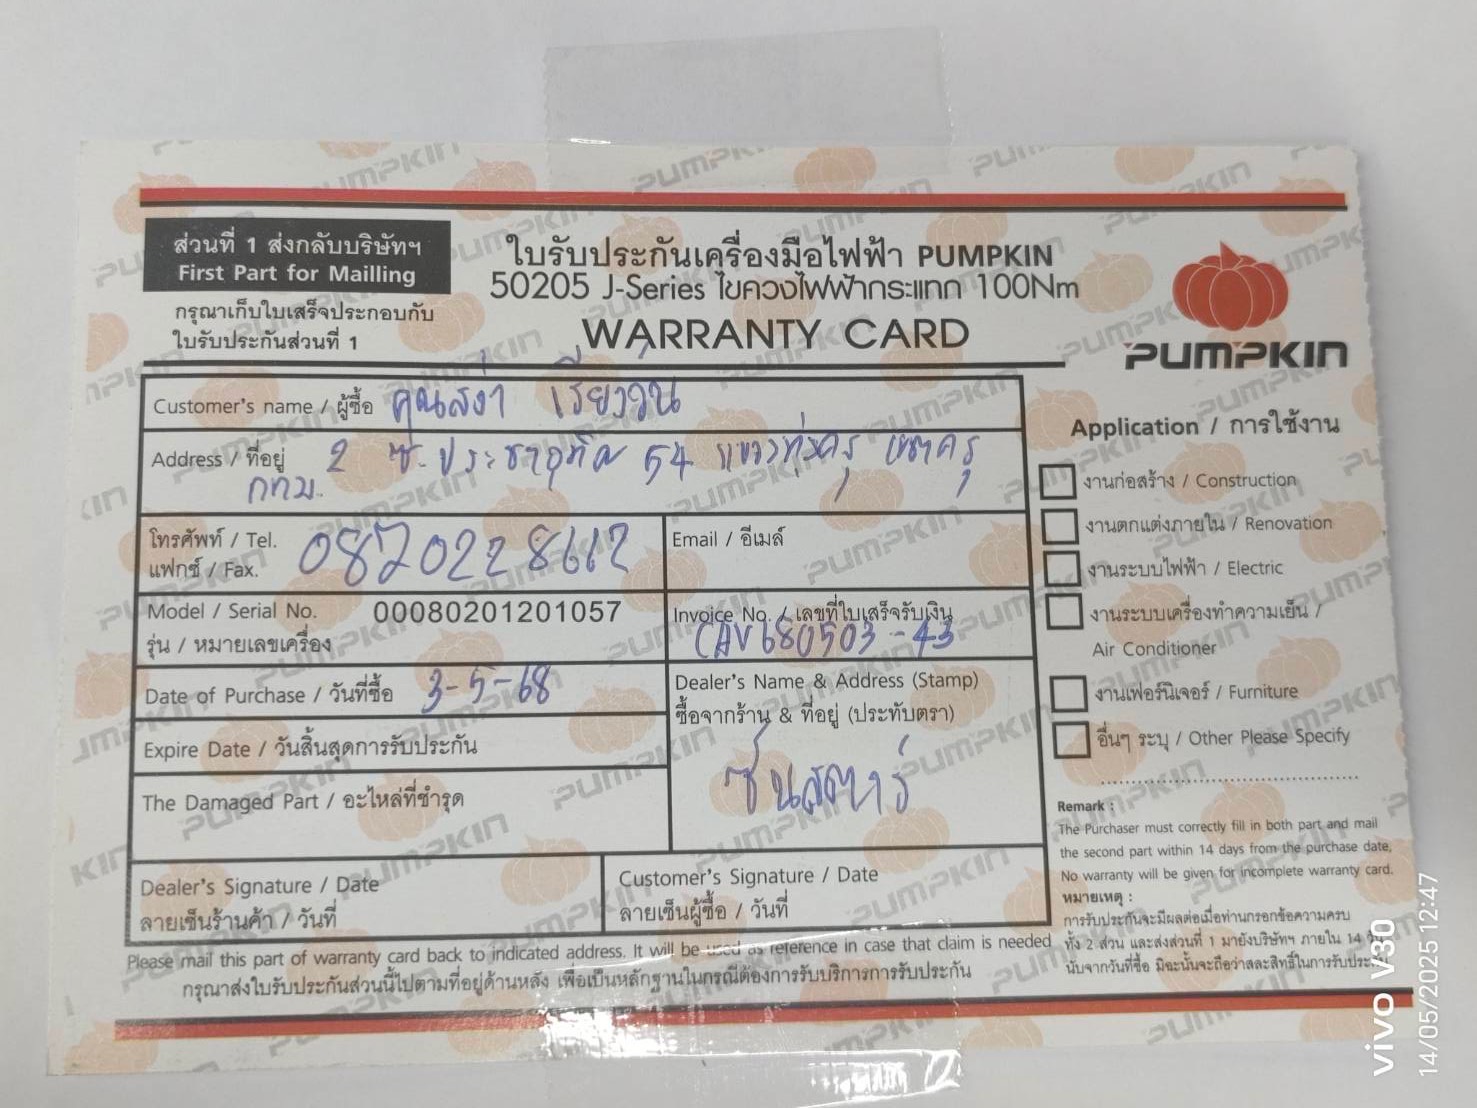 ส่วนที่ 1 ส่งกลับบริษัทฯ
First Part for Mailling
กรุณาเก็บใบเสร็จประกอบกับ
ใบรับประกันส่วนที่ 1
ใบรับประกันเครื่องมือไฟฟ้า PUMPKIN
50205 J-Series ไขควงไฟฟ้ากระแทก 100Nm
WARRANTY CARD
PUMPKIN
Customer's name / ผู้ซื้อ คุณสง่า เรียงวัน
Address / ที่อยู่ 2 ซ. ประชาอุทิศ 54 แขวงทุ่งครุ เขตครุ
กทม.
โทรศัพท์ / Tel.
แฟกซ์ / Fax. 0870228612
Email / อีเมล์
Model / Serial No. 00080201201057
รุ่น / หมายเลขเครื่อง
Invoice No. / เลขที่ใบเสร็จรับเงิน
CAV680503-43
Date of Purchase / วันที่ซื้อ 3-5-68
Expire Date / วันสิ้นสุดการรับประกัน
The Damaged Part / อะไหล่ที่ชำรุด
Dealer's Name & Address (Stamp)
ซื้อจากร้าน & ที่อยู่ (ประทับตรา)
Dealer's Signature / Date
ลายเซ็นร้านค้า / วันที่
Customer's Signature / Date
ลายเซ็นผู้ซื้อ / วันที่
Please mail this part of warranty card back to indicated address. It will be used as reference in case that claim is needed
กรุณาส่งใบรับประกันส่วนนี้ไปตามที่อยู่ด้านหลัง เพื่อเป็นหลักฐานในกรณีต้องการรับบริการการรับประกัน
Application / การใช้งาน
งานก่อสร้าง / Construction
งานตกแต่งภายใน / Renovation
งานระบบไฟฟ้า / Electric
งานระบบเครื่องทำความเย็น /
Air Conditioner
งานเฟอร์นิเจอร์ / Furniture
อื่นๆ ระบุ / Other Please Specify
Remark :
The Purchaser must correctly fill in both part and mail
the second part within 14 days from the purchase date,
No warranty will be given for incomplete warranty card.
หมายเหตุ :
การรับประกันจะมีผลต่อเมื่อท่านกรอกข้อความครบ
ทั้ง 2 ส่วน และส่งส่วนที่ 1 มายังบริษัทฯ ภายใน 14
นับจากวันที่ซื้อ มิฉะนั้นจะถือว่าสละสิทธิ์ในการรับ
vivo V30
14/05/2025 12:47